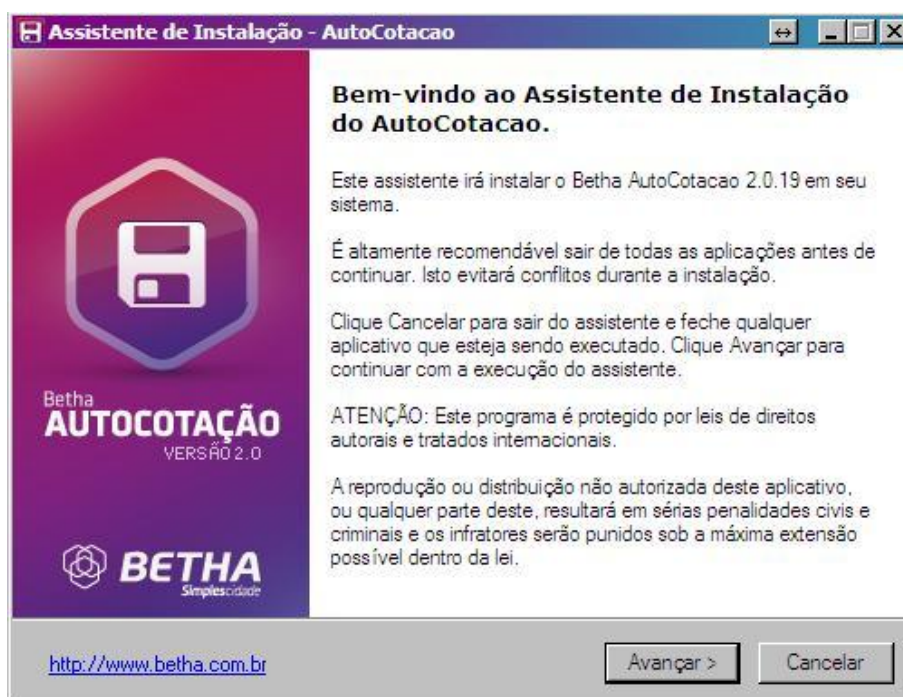 Assistente de Instalação - AutoCotacao
Bem-vindo ao Assistente de Instalação
do AutoCotacao.
Este assistente irá instalar o Betha AutoCotacao 2.0.19 em seu
sistema.
É altamente recomendável sair de todas as aplicações antes de
continuar. Isto evitará conflitos durante a instalação.
Clique Cancelar para sair do assistente e feche qualquer
aplicativo que esteja sendo executado. Clique Avançar para
continuar com a execução do assistente.
ATENÇÃO: Este programa é protegido por leis de direitos
autorais e tratados internacionais.
A reprodução ou distribuição não autorizada deste aplicativo,
ou qualquer parte deste, resultará em sérias penalidades civis e
criminais e os infratores serão punidos sob a máxima extensão
possível dentro da lei.
Betha
AUTOCOTAÇÃO
VERSÃO 2.0
BETHA
Simplescidade
http://www.betha.com.br
Avançar >
Cancelar